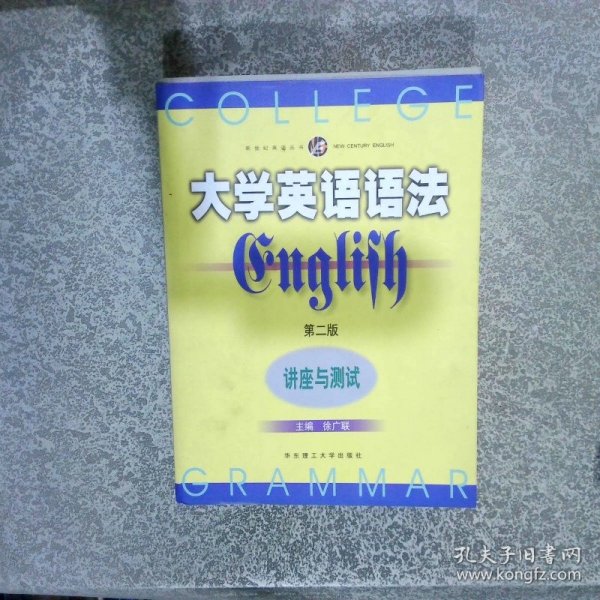 COLLEGE
新世纪英语丛书 NEW CENTURY ENGLISH
大学英语语法
English
第二版
讲座与测试
主编 徐广联
华东理工大学出版社
GRAMMAR
孔夫子旧书网
www.kongfz.com